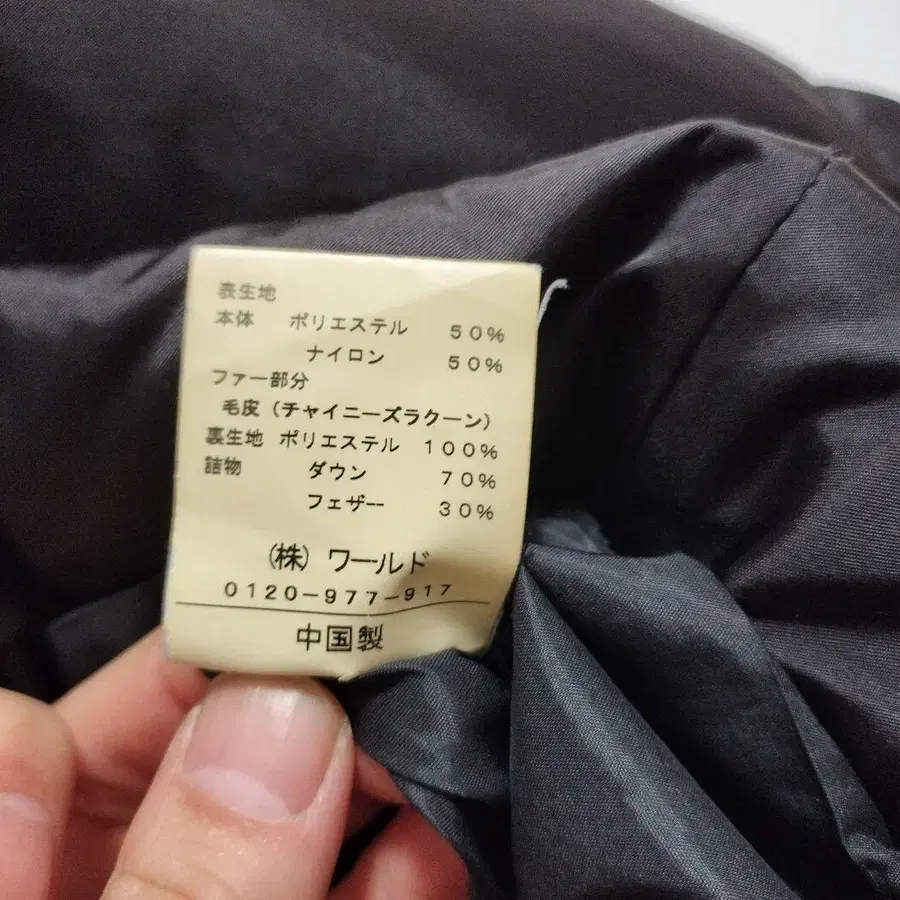 表生地
本体 ポリエステル 50%
ナイロン 50%
ファー部分
毛皮(チャイニーズラクーン)
裏生地 ポリエステル 100%
詰物 ダウン 70%
フェザー 30%
(株)ワールド
0120-977-917
中国製